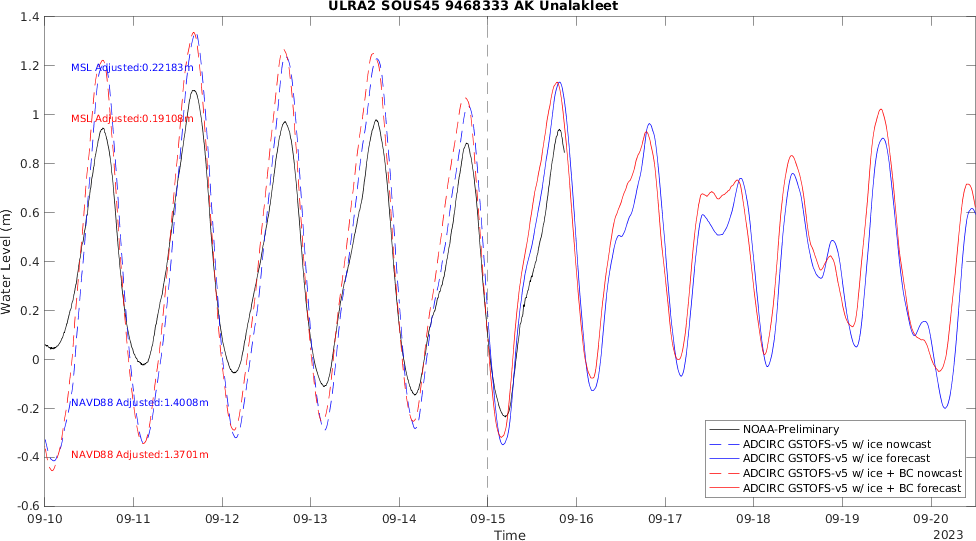 ULRA2 SOUS45 9468333 AK Unalakleet
1.4
1.2
1
0.8
0.6
0.4
0.2
0
-0.2
-0.4
-0.6
Water Level (m)
MSL Adjusted:0.22183m
MSL Adjusted:0.19108m
NAVD88 Adjusted:1.4008m
NAVD88 Adjusted:1.3701m
NOAA-Preliminary
ADCIRC GSTOFS-v5 w/ ice nowcast
ADCIRC GSTOFS-v5 w/ ice forecast
ADCIRC GSTOFS-v5 w/ ice + BC nowcast
ADCIRC GSTOFS-v5 w/ ice + BC forecast
09-10 09-11 09-12 09-13 09-14 09-15 09-16 09-17 09-18 09-19 09-20
Time
2023